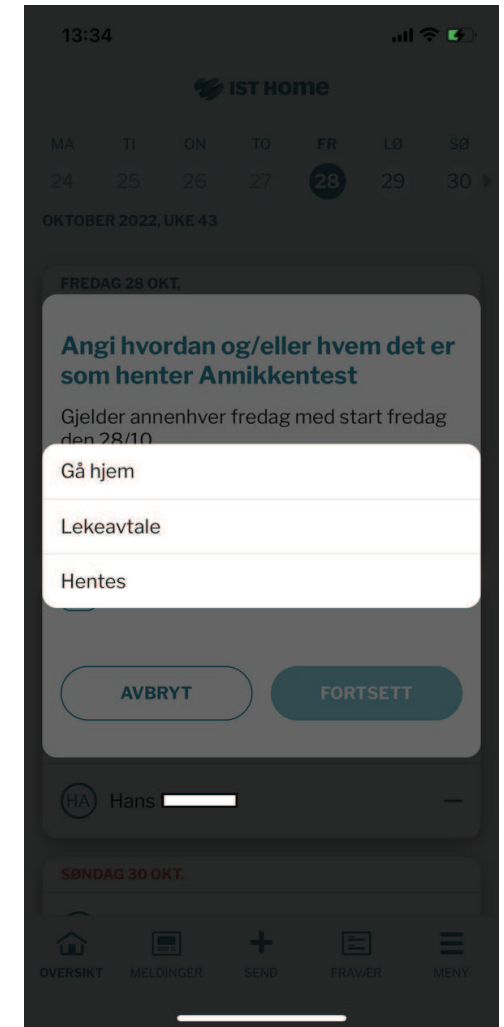 13:34
IST Home
MA TI ON TO FR LØ SØ
24 25 26 27 28 29 30
OKTOBER 2022, UKE 43
FREDAG 28 OKT.
Angi hvordan og/eller hvem det er
som henter Annikkentest
Gjelder annenhver fredag med start fredag
den 28/10
Gå hjem
Lekeavtale
Hentes
AVBRYT FORTSETT
HA Hans
SØNDAG 30 OKT.
OVERSIKT MELDINGER SEND FRAVÆR MENY